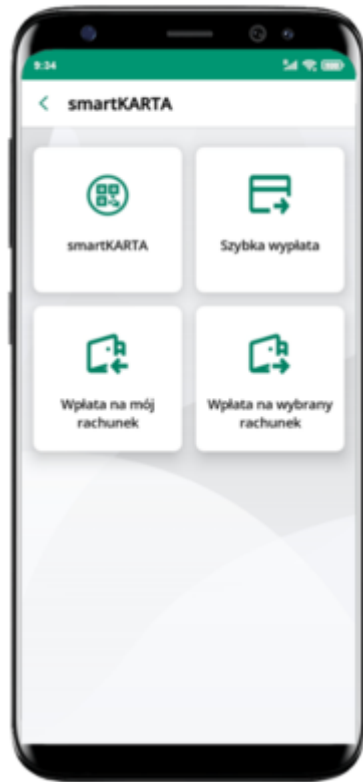 9:34
smartKARTA
smartKARTA
Szybka wypłata
Wpłata na mój
rachunek
Wpłata na wybrany
rachunek